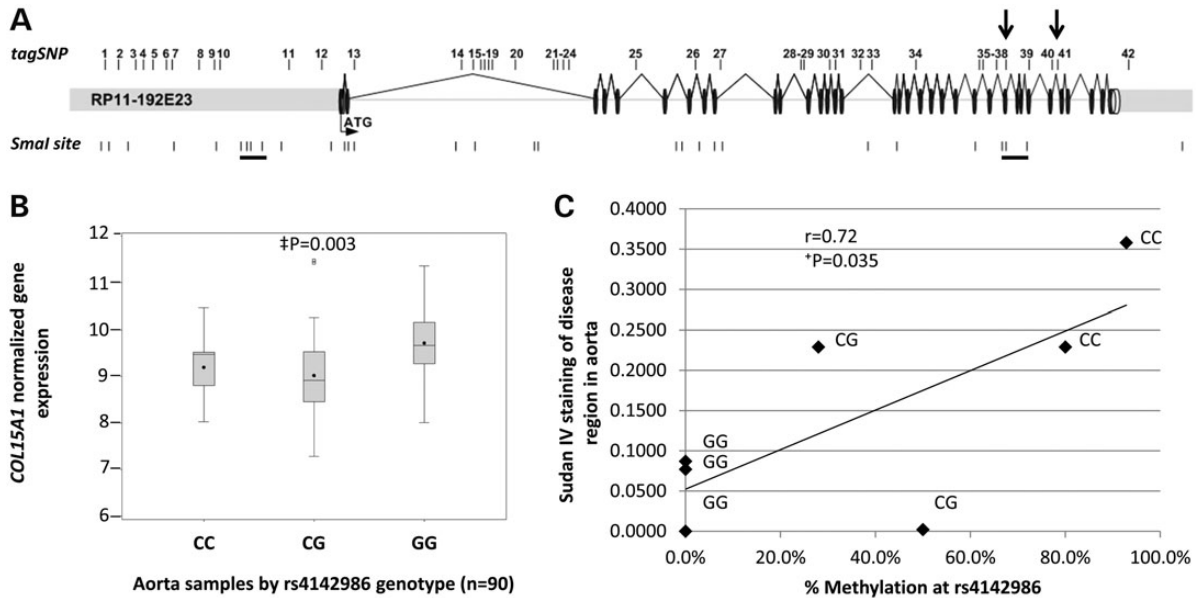 A
tagSNP 1 2 3 4 5 6 7 8 9 10 11 12 13 14 15-19 20 21-24 25 26 27 28-29 30 31 32 33 34 35-38 39 40 41 42
RP11-192E23
ATG
SmaI site
B
‡P=0.003
12
11
10
9
8
7
6
COL15A1 normalized gene
expression
CC CG GG
Aorta samples by rs4142986 genotype (n=90)
C
r=0.72
+P=0.035
0.4000
0.3500
0.3000
0.2500
0.2000
0.1500
0.1000
0.0500
0.0000
Sudan IV staining of disease
region in aorta
CC
CG
CC
GG
GG
GG
CG
0.0% 20.0% 40.0% 60.0% 80.0% 100.0%
% Methylation at rs4142986